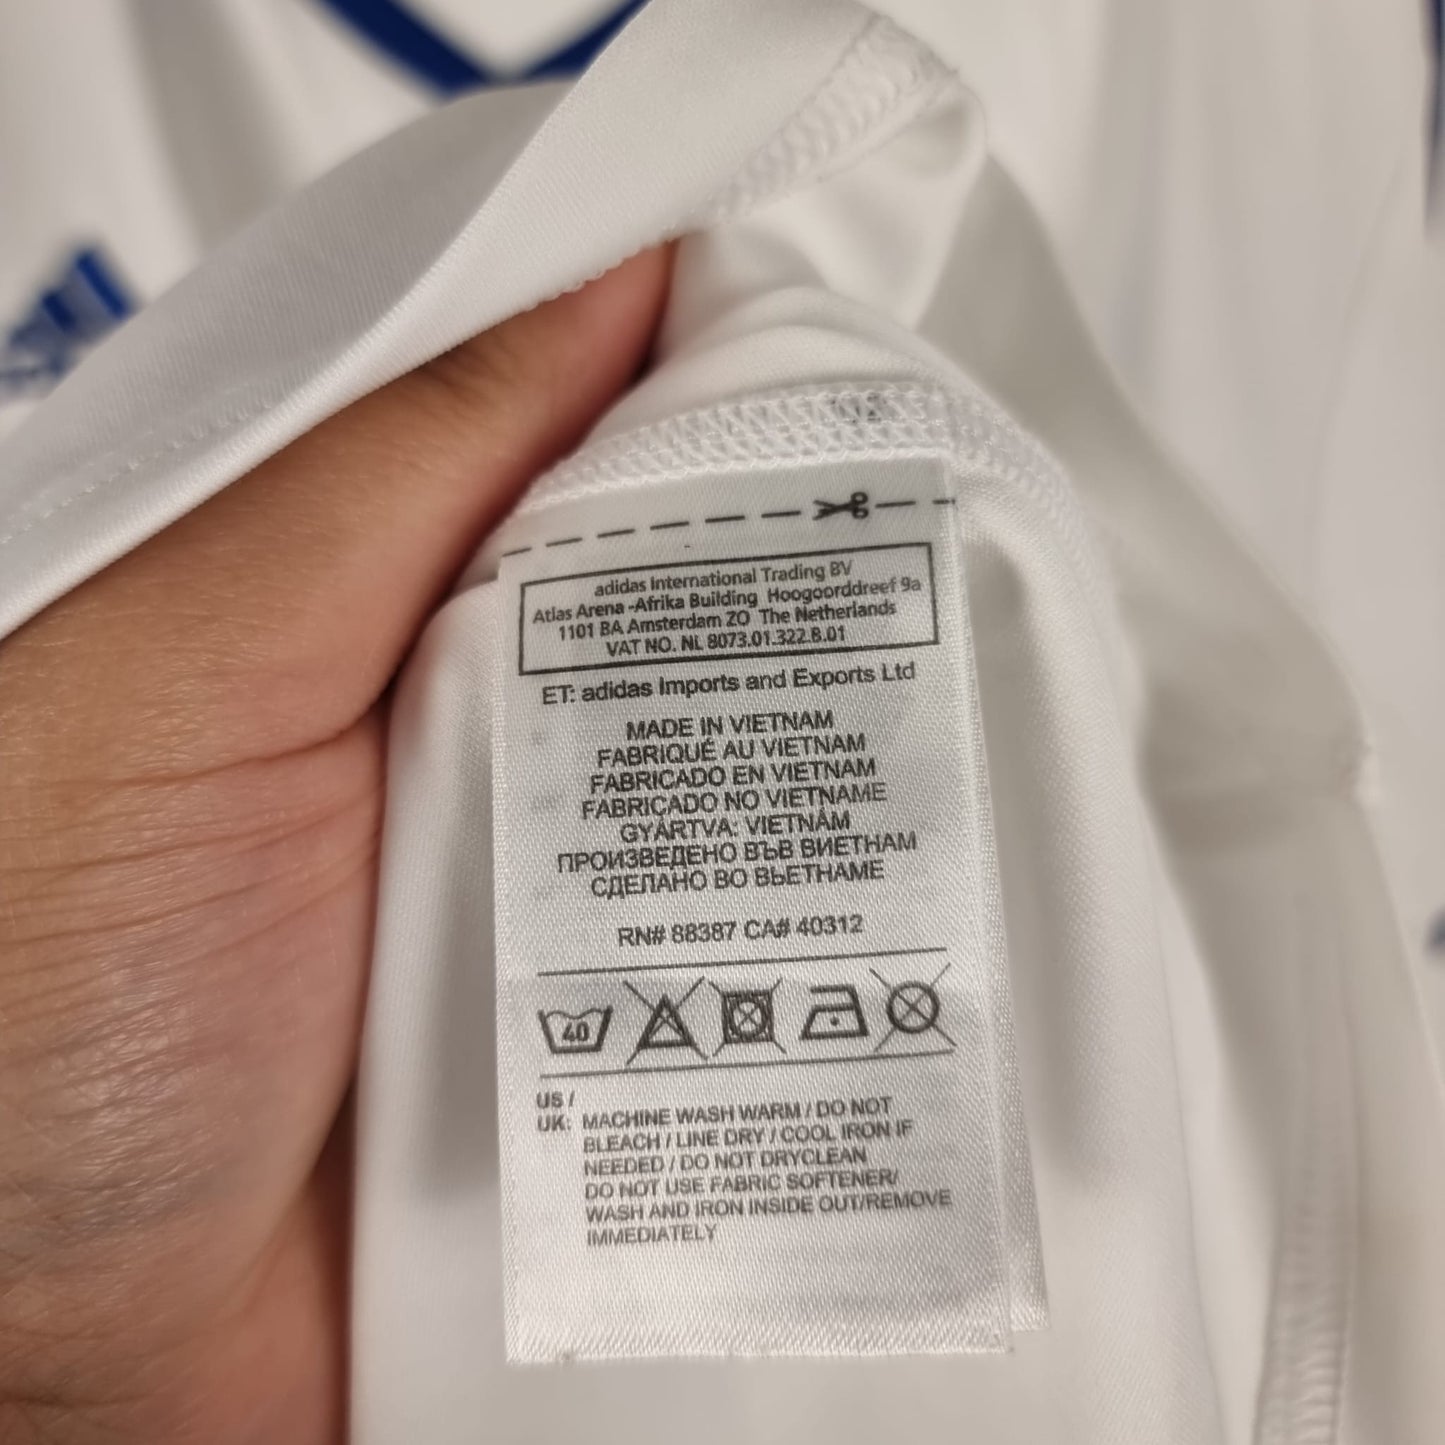 adidas International Trading BV
Atlas Arena -Afrika Building Hoogoorddreef 9a
1101 BA Amsterdam ZO The Netherlands
VAT NO. NL 8073.01.322.B.01
ET: adidas Imports and Exports Ltd
MADE IN VIETNAM
FABRIQUÉ AU VIETNAM
FABRICADO EN VIETNAM
FABRICADO NO VIETNAME
GYÁRTVA: VIETNÁM
ПРОИЗВЕДЕНО ВЪВ ВИЕТНАМ
СДЕЛАНО ВО ВЬЕТНАМЕ
RN# 88387 CA# 40312
40
US /
UK: MACHINE WASH WARM / DO NOT
BLEACH / LINE DRY / COOL IRON IF
NEEDED / DO NOT DRYCLEAN
DO NOT USE FABRIC SOFTENER/
WASH AND IRON INSIDE OUT/REMOVE
IMMEDIATELY